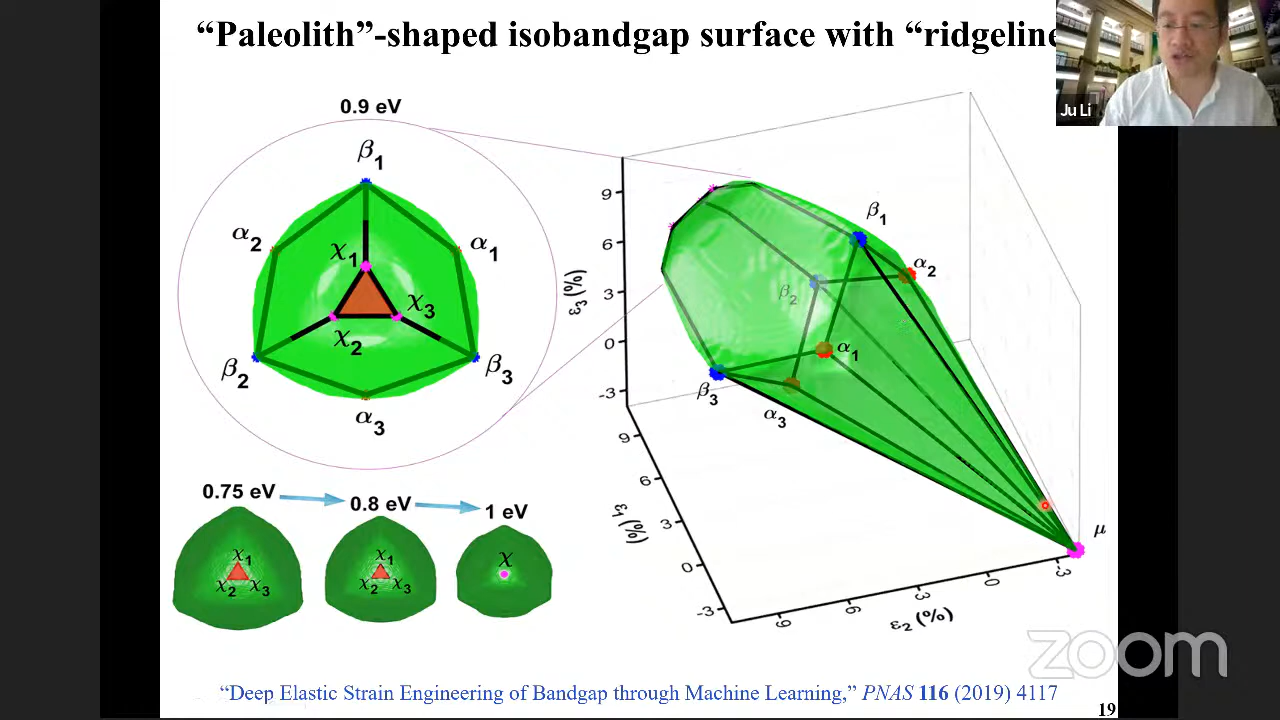 “Paleolith”-shaped isobandgap surface with “ridgeline
Ju Li
0.9 eV
β1
α2
α1
χ1
χ3
χ2
β2
β3
α3
0.75 eV
0.8 eV
1 eV
χ1
χ2
χ3
χ1
χ2
χ3
χ
ε3 (%)
9
6
3
0
-3
ε1 (%)
9
6
3
0
-3
ε2 (%)
9
6
3
0
-3
β1
α2
β2
α1
β3
α3
μ
zoom
“Deep Elastic Strain Engineering of Bandgap through Machine Learning,” PNAS 116 (2019) 4117
19